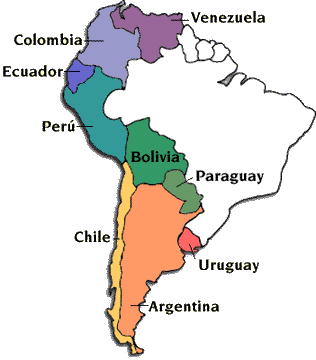 Venezuela
Colombia
Ecuador
Perú
Bolivia
Paraguay
Chile
Uruguay
Argentina